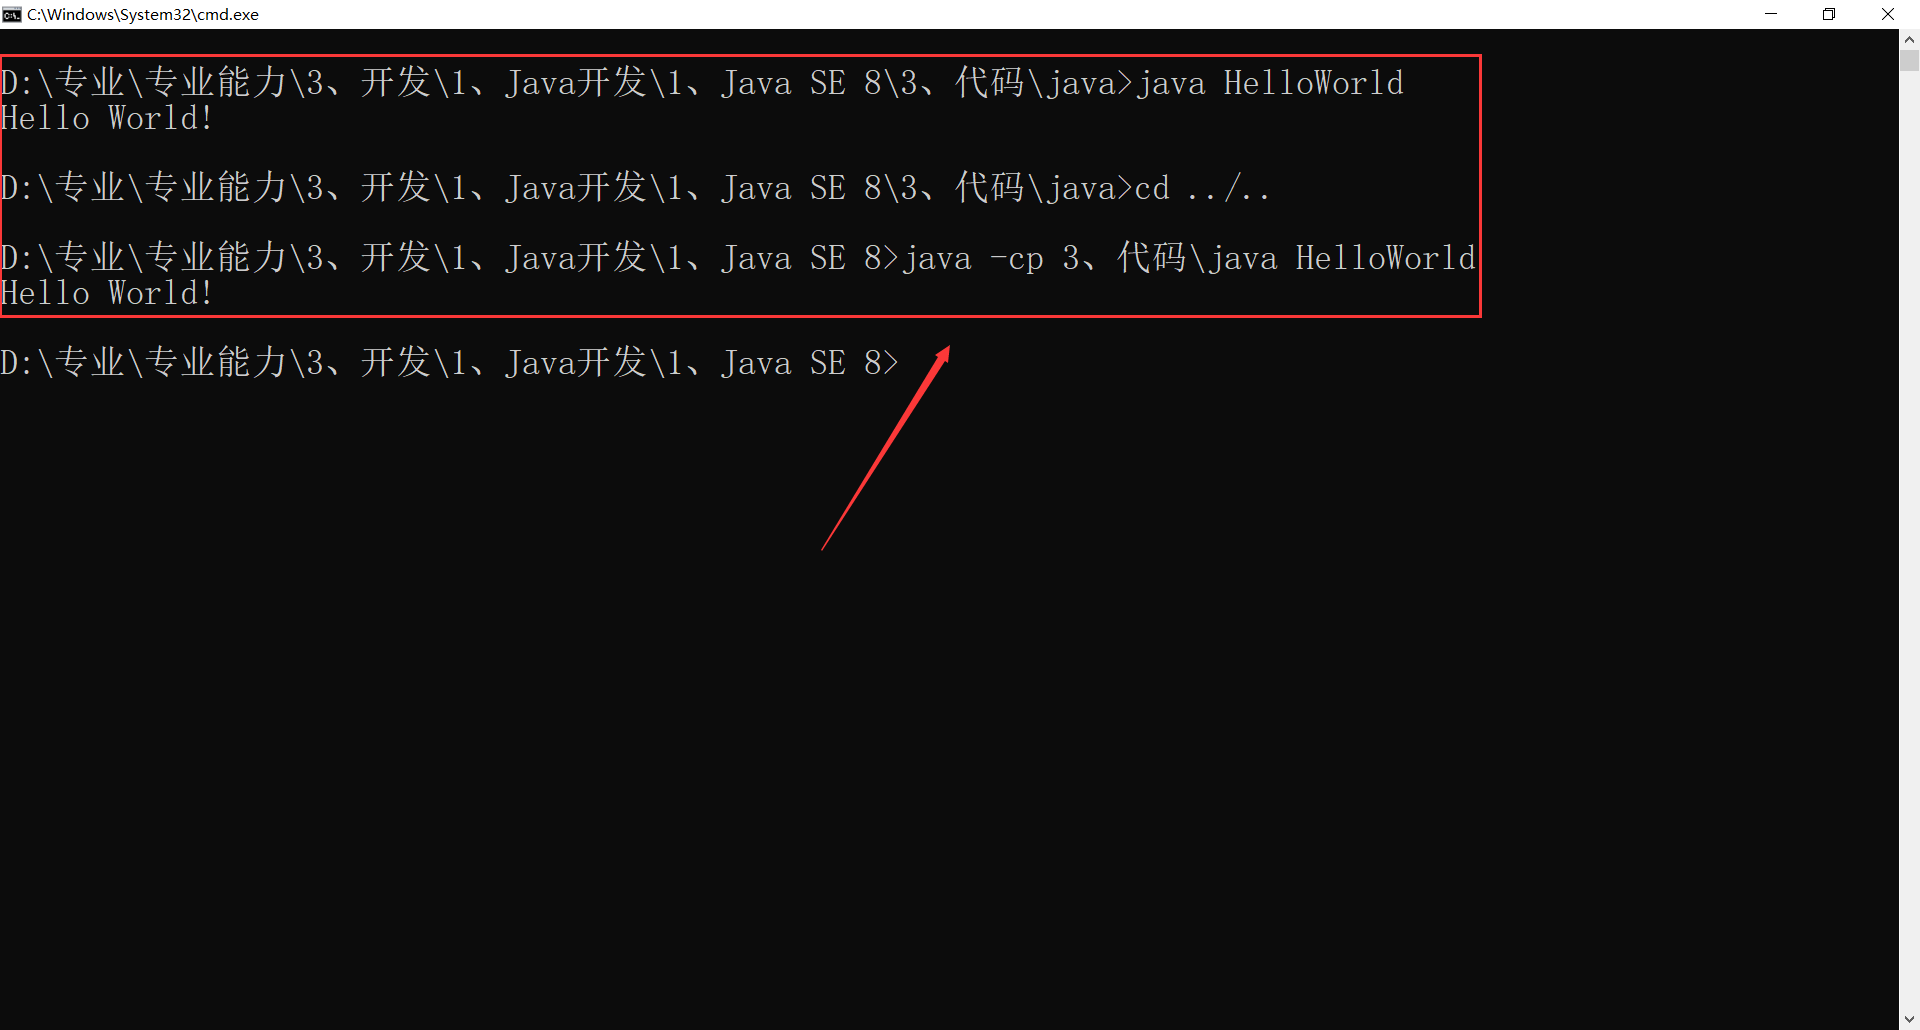 C:\Windows\System32\cmd.exe
D:\专业\专业能力\3、开发\1、Java开发\1、Java SE 8\3、代码\java>java HelloWorld
Hello World!
D:\专业\专业能力\3、开发\1、Java开发\1、Java SE 8\3、代码\java>cd ../..
D:\专业\专业能力\3、开发\1、Java开发\1、Java SE 8>java -cp 3、代码\java HelloWorld
Hello World!
D:\专业\专业能力\3、开发\1、Java开发\1、Java SE 8>